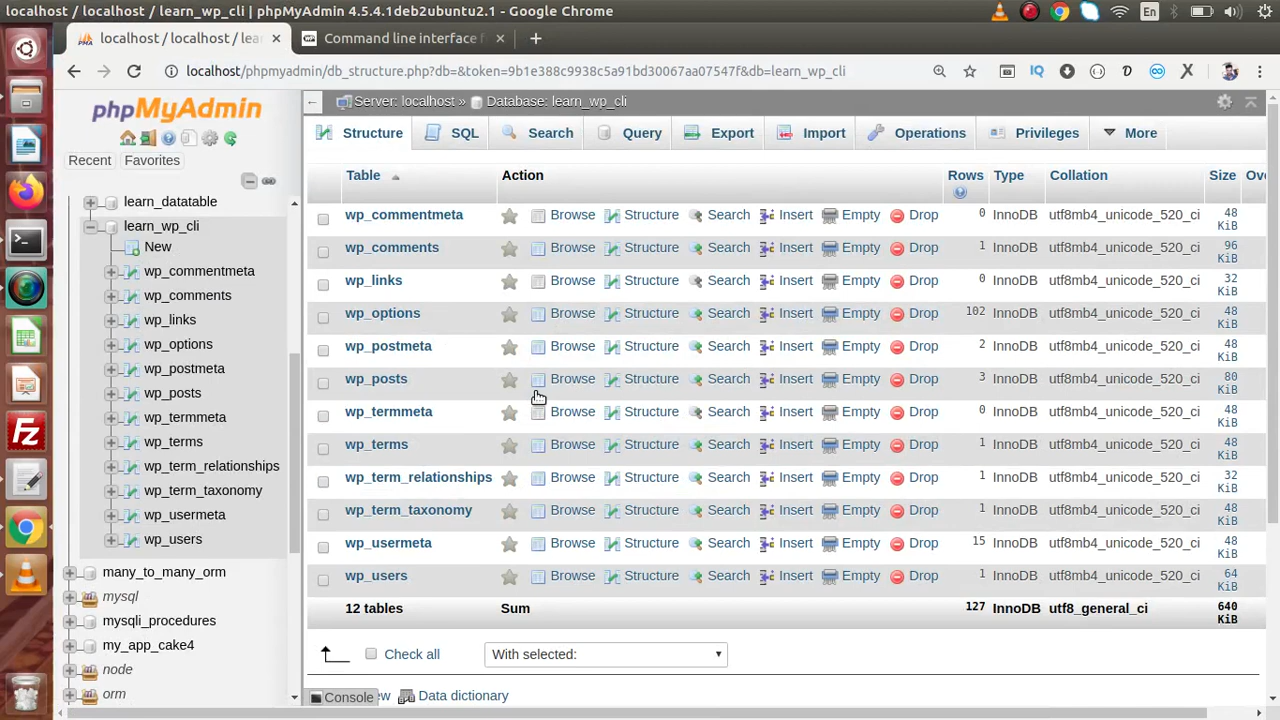 localhost / localhost / learn_wp_cli | phpMyAdmin 4.5.4.1deb2ubuntu2.1 - Google Chrome
En
localhost / localhost / lear
Command line interface f
localhost/phpmyadmin/db_structure.php?db=&token=9b1e388c9938c5a91bd30067aa07547f&db=learn_wp_cli
phpMyAdmin
Recent Favorites
learn_datatable
learn_wp_cli
New
wp_commentmeta
wp_comments
wp_links
wp_options
wp_postmeta
wp_posts
wp_termmeta
wp_terms
wp_term_relationships
wp_term_taxonomy
wp_usermeta
wp_users
many_to_many_orm
mysql
mysqli_procedures
my_app_cake4
node
orm
Server: localhost » Database: learn_wp_cli
Structure SQL Search Query Export Import Operations Privileges More
Table Action Rows Type Collation Size Ove
wp_commentmeta Browse Structure Search Insert Empty Drop 0 InnoDB utf8mb4_unicode_520_ci 48 KiB
wp_comments Browse Structure Search Insert Empty Drop 1 InnoDB utf8mb4_unicode_520_ci 96 KiB
wp_links Browse Structure Search Insert Empty Drop 0 InnoDB utf8mb4_unicode_520_ci 32 KiB
wp_options Browse Structure Search Insert Empty Drop 102 InnoDB utf8mb4_unicode_520_ci 48 KiB
wp_postmeta Browse Structure Search Insert Empty Drop 2 InnoDB utf8mb4_unicode_520_ci 48 KiB
wp_posts Browse Structure Search Insert Empty Drop 3 InnoDB utf8mb4_unicode_520_ci 80 KiB
wp_termmeta Browse Structure Search Insert Empty Drop 0 InnoDB utf8mb4_unicode_520_ci 48 KiB
wp_terms Browse Structure Search Insert Empty Drop 1 InnoDB utf8mb4_unicode_520_ci 48 KiB
wp_term_relationships Browse Structure Search Insert Empty Drop 1 InnoDB utf8mb4_unicode_520_ci 32 KiB
wp_term_taxonomy Browse Structure Search Insert Empty Drop 1 InnoDB utf8mb4_unicode_520_ci 48 KiB
wp_usermeta Browse Structure Search Insert Empty Drop 15 InnoDB utf8mb4_unicode_520_ci 48 KiB
wp_users Browse Structure Search Insert Empty Drop 1 InnoDB utf8mb4_unicode_520_ci 64 KiB
12 tables Sum 127 InnoDB utf8_general_ci 640 KiB
Check all With selected:
Console ew Data dictionary